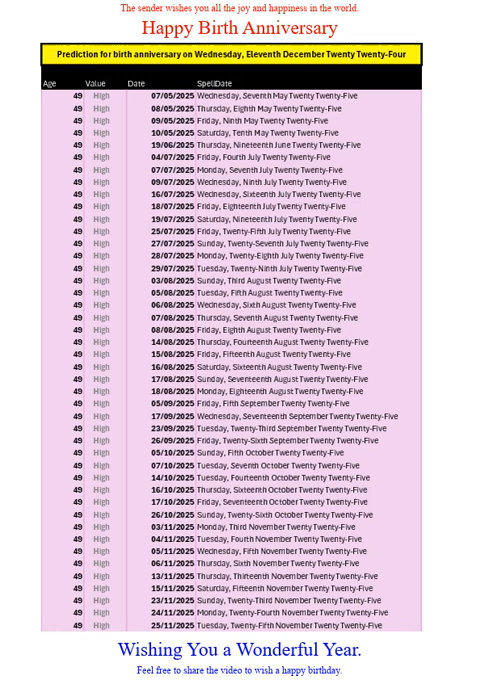 The sender wishes you all the joy and happiness in the world.
Happy Birth Anniversary
Prediction for birth anniversary on Wednesday, Eleventh December Twenty Twenty-Four
Age Value Date SpellDate
49 High 07/05/2025 Wednesday, Seventh May Twenty Twenty-Five
49 High 08/05/2025 Thursday, Eighth May Twenty Twenty-Five
49 High 09/05/2025 Friday, Ninth May Twenty Twenty-Five
49 High 10/05/2025 Saturday, Tenth May Twenty Twenty-Five
49 High 19/06/2025 Thursday, Nineteenth June Twenty Twenty-Five
49 High 04/07/2025 Friday, Fourth July Twenty Twenty-Five
49 High 07/07/2025 Monday, Seventh July Twenty Twenty-Five
49 High 09/07/2025 Wednesday, Ninth July Twenty Twenty-Five
49 High 16/07/2025 Wednesday, Sixteenth July Twenty Twenty-Five
49 High 18/07/2025 Friday, Eighteenth July Twenty Twenty-Five
49 High 19/07/2025 Saturday, Nineteenth July Twenty Twenty-Five
49 High 25/07/2025 Friday, Twenty-Fifth July Twenty Twenty-Five
49 High 27/07/2025 Sunday, Twenty-Seventh July Twenty Twenty-Five
49 High 28/07/2025 Monday, Twenty-Eighth July Twenty Twenty-Five
49 High 29/07/2025 Tuesday, Twenty-Ninth July Twenty Twenty-Five
49 High 03/08/2025 Sunday, Third August Twenty Twenty-Five
49 High 05/08/2025 Tuesday, Fifth August Twenty Twenty-Five
49 High 06/08/2025 Wednesday, Sixth August Twenty Twenty-Five
49 High 07/08/2025 Thursday, Seventh August Twenty Twenty-Five
49 High 08/08/2025 Friday, Eighth August Twenty Twenty-Five
49 High 14/08/2025 Thursday, Fourteenth August Twenty Twenty-Five
49 High 15/08/2025 Friday, Fifteenth August Twenty Twenty-Five
49 High 16/08/2025 Saturday, Sixteenth August Twenty Twenty-Five
49 High 17/08/2025 Sunday, Seventeenth August Twenty Twenty-Five
49 High 18/08/2025 Monday, Eighteenth August Twenty Twenty-Five
49 High 05/09/2025 Friday, Fifth September Twenty Twenty-Five
49 High 17/09/2025 Wednesday, Seventeenth September Twenty Twenty-Five
49 High 23/09/2025 Tuesday, Twenty-Third September Twenty Twenty-Five
49 High 26/09/2025 Friday, Twenty-Sixth September Twenty Twenty-Five
49 High 05/10/2025 Sunday, Fifth October Twenty Twenty-Five
49 High 07/10/2025 Tuesday, Seventh October Twenty Twenty-Five
49 High 14/10/2025 Tuesday, Fourteenth October Twenty Twenty-Five
49 High 16/10/2025 Thursday, Sixteenth October Twenty Twenty-Five
49 High 17/10/2025 Friday, Seventeenth October Twenty Twenty-Five
49 High 26/10/2025 Sunday, Twenty-Sixth October Twenty Twenty-Five
49 High 03/11/2025 Monday, Third November Twenty Twenty-Five
49 High 04/11/2025 Tuesday, Fourth November Twenty Twenty-Five
49 High 05/11/2025 Wednesday, Fifth November Twenty Twenty-Five
49 High 06/11/2025 Thursday, Sixth November Twenty Twenty-Five
49 High 13/11/2025 Thursday, Thirteenth November Twenty Twenty-Five
49 High 15/11/2025 Saturday, Fifteenth November Twenty Twenty-Five
49 High 23/11/2025 Sunday, Twenty-Third November Twenty Twenty-Five
49 High 24/11/2025 Monday, Twenty-Fourth November Twenty Twenty-Five
49 High 25/11/2025 Tuesday, Twenty-Fifth November Twenty Twenty-Five
Wishing You a Wonderful Year.
Feel free to share the video to wish a happy birthday.